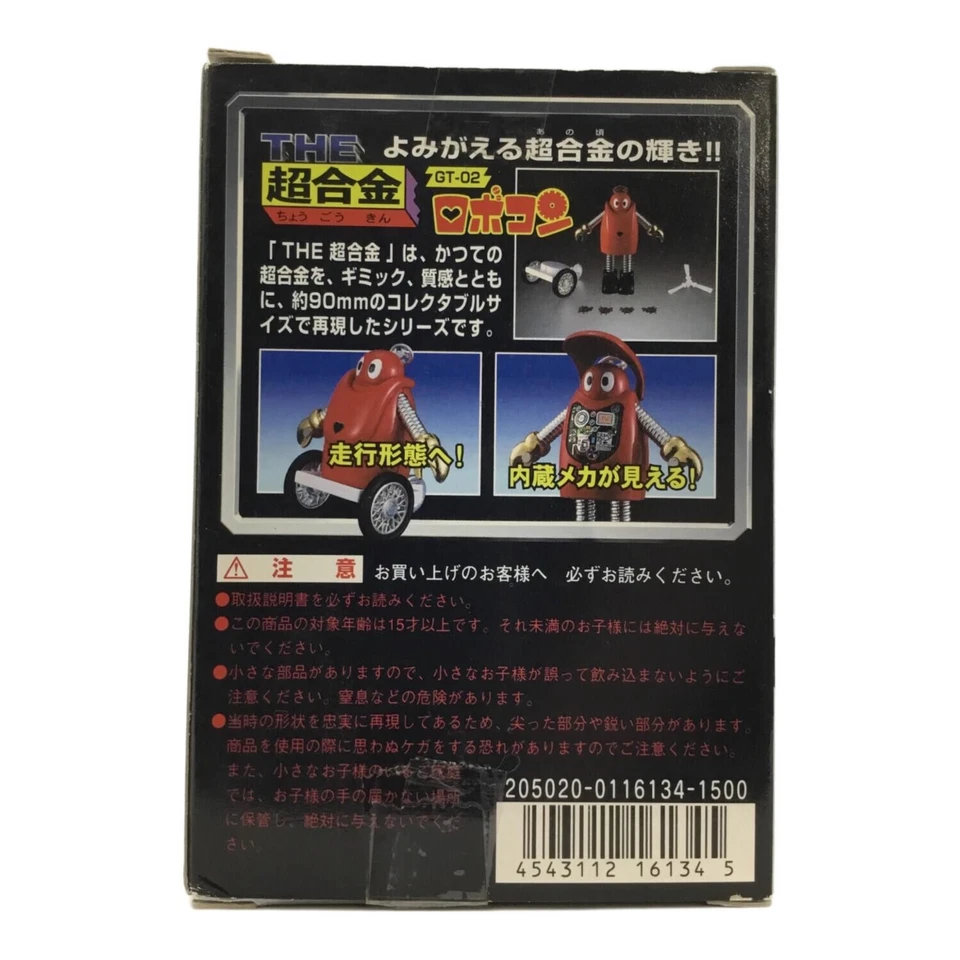 THE
超合金
ちょう ごう きん
よみがえる超合金の輝き!!
あの頃
GT-02
ロボコン
「THE 超合金」は、かつての
超合金を、ギミック、質感ととも
に、約90mmのコレクタブルサ
イズで再現したシリーズです。
走行形態へ!
内蔵メカが見える!
注意 お買い上げのお客様へ 必ずお読みください。
●取扱説明書を必ずお読みください。
●この商品の対象年齢は15才以上です。それ未満のお子様には絶対に与えな
いでください。
●小さな部品がありますので、小さなお子様が誤って飲み込まないようにご
注意ください。窒息などの危険があります。
●当時の形状を忠実に再現してあるため、尖った部分や鋭い部分があります。
商品を使用の際に思わぬケガをする恐れがありますのでご注意ください。
また、小さなお子様のいるご家庭
では、お子様の手の届かない場所
に保管し、絶対に与えないでくだ
さい。
205020-0116134-1500
4543112 16134 5